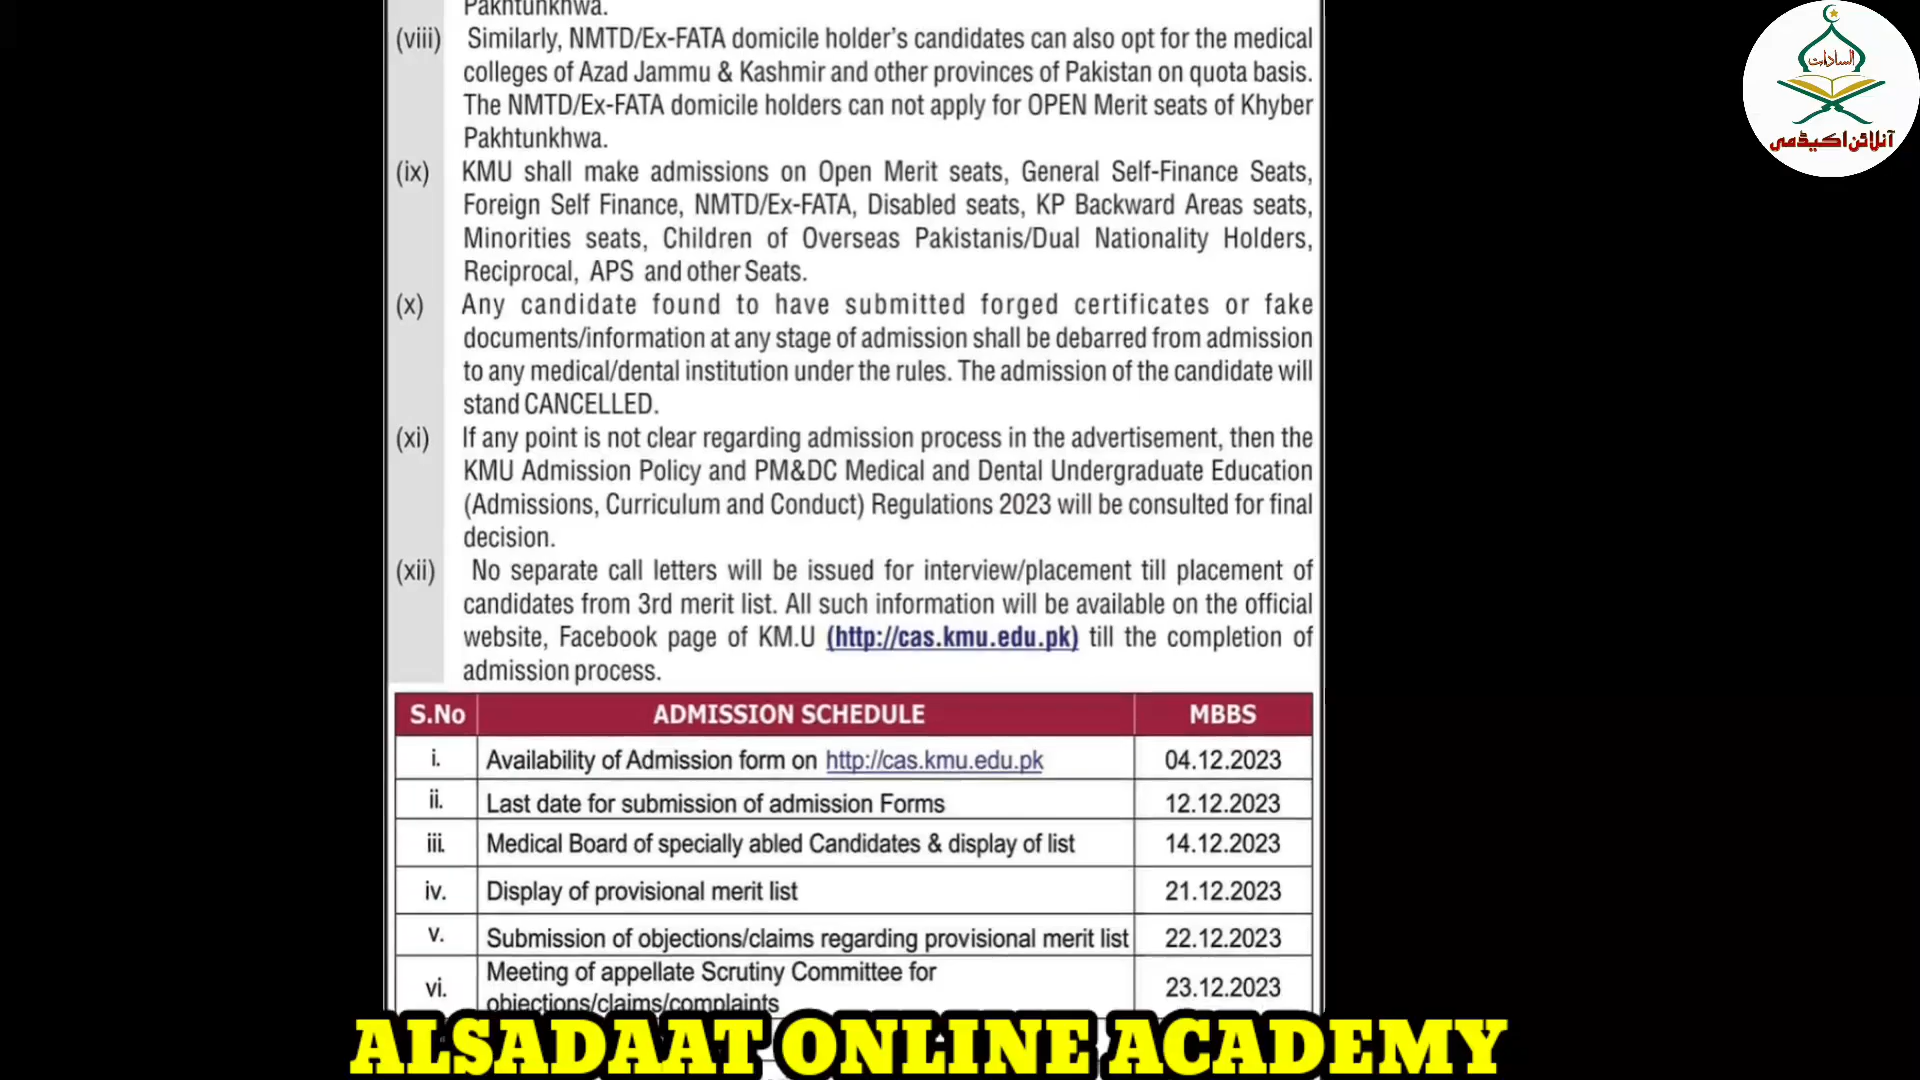 Pakhtunkhwa.
(viii) Similarly, NMTD/Ex-FATA domicile holder's candidates can also opt for the medical
colleges of Azad Jammu & Kashmir and other provinces of Pakistan on quota basis.
The NMTD/Ex-FATA domicile holders can not apply for OPEN Merit seats of Khyber
Pakhtunkhwa.
(ix) KMU shall make admissions on Open Merit seats, General Self-Finance Seats,
Foreign Self Finance, NMTD/Ex-FATA, Disabled seats, KP Backward Areas seats,
Minorities seats, Children of Overseas Pakistanis/Dual Nationality Holders,
Reciprocal, APS and other Seats.
(x) Any candidate found to have submitted forged certificates or fake
documents/information at any stage of admission shall be debarred from admission
to any medical/dental institution under the rules. The admission of the candidate will
stand CANCELLED.
(xi) If any point is not clear regarding admission process in the advertisement, then the
KMU Admission Policy and PM&DC Medical and Dental Undergraduate Education
(Admissions, Curriculum and Conduct) Regulations 2023 will be consulted for final
decision.
(xii) No separate call letters will be issued for interview/placement till placement of
candidates from 3rd merit list. All such information will be available on the official
website, Facebook page of KM.U (http://cas.kmu.edu.pk) till the completion of
admission process.
S.No ADMISSION SCHEDULE MBBS
i. Availability of Admission form on http://cas.kmu.edu.pk 04.12.2023
ii. Last date for submission of admission Forms 12.12.2023
iii. Medical Board of specially abled Candidates & display of list 14.12.2023
iv. Display of provisional merit list 21.12.2023
v. Submission of objections/claims regarding provisional merit list 22.12.2023
vi. Meeting of appellate Scrutiny Committee for
objections/claims/complaints 23.12.2023
ALSADAAT ONLINE ACADEMY
السادات
آنلائن اکیڈمی